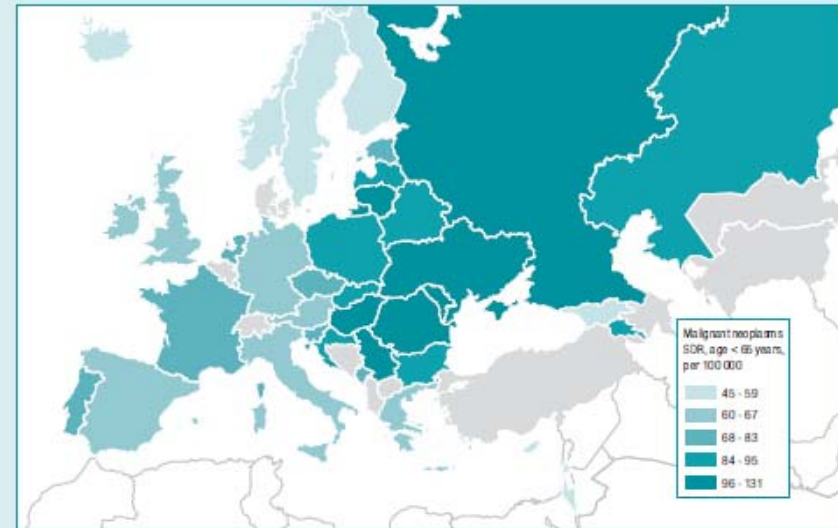 Malignant neoplasms
SDR, age < 65 years,
per 100 000
45 - 59
60 - 67
68 - 83
84 - 95
96 - 131